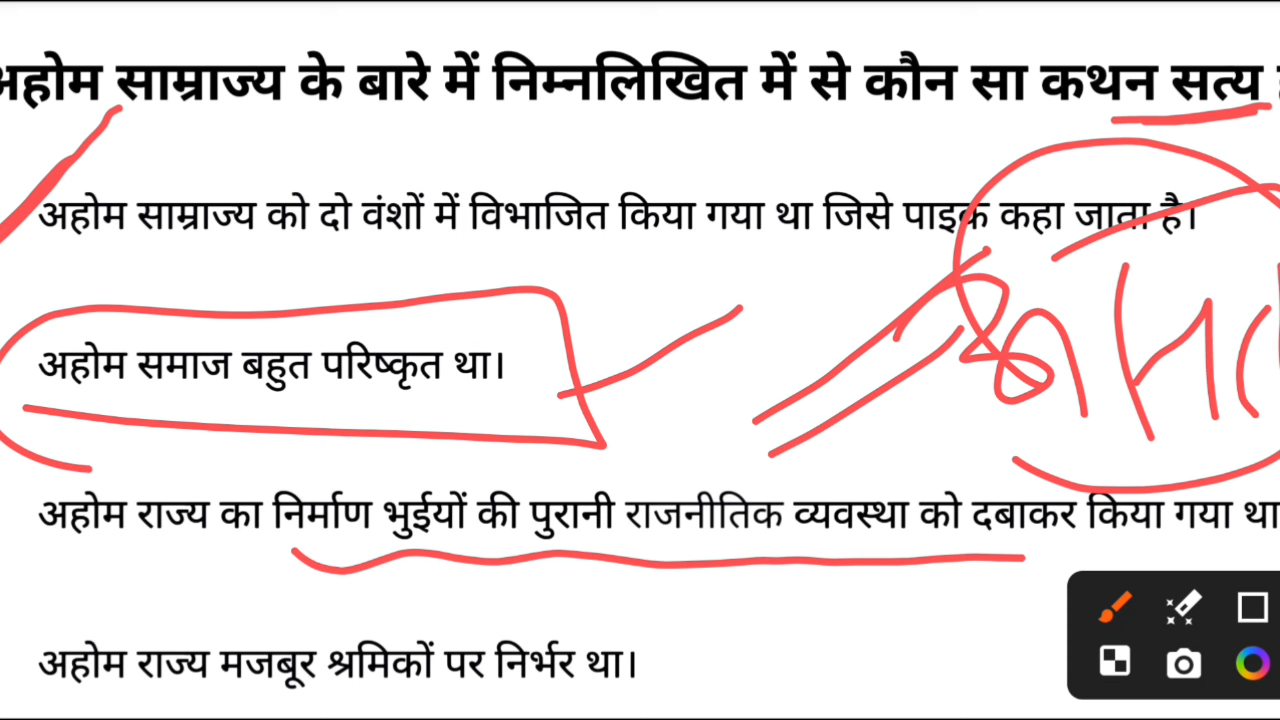 अहोम साम्राज्य के बारे में निम्नलिखित में से कौन सा कथन सत्य
अहोम साम्राज्य को दो वंशों में विभाजित किया गया था जिसे पाइक कहा जाता है।
अहोम समाज बहुत परिष्कृत था।
अहोम राज्य का निर्माण भुईयों की पुरानी राजनीतिक व्यवस्था को दबाकर किया गया था
अहोम राज्य मजबूर श्रमिकों पर निर्भर था।